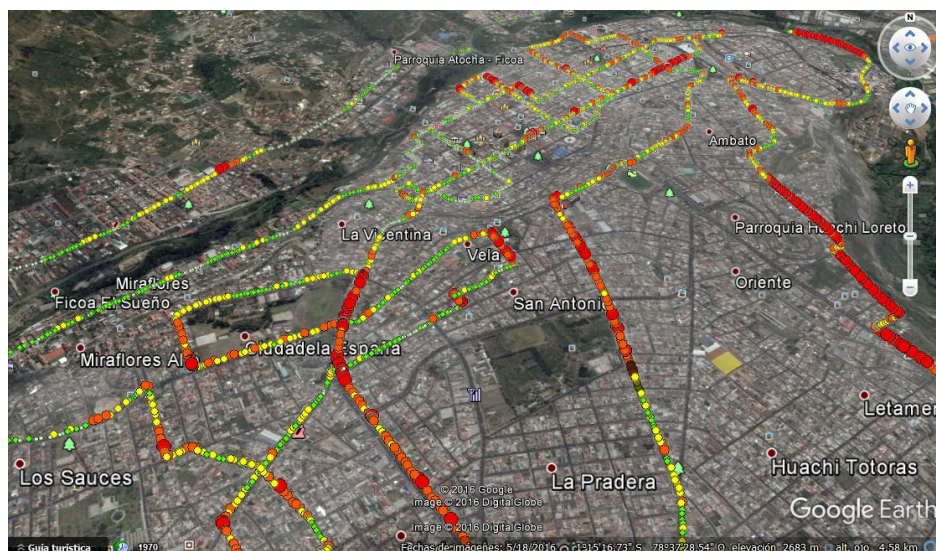 N
Parroquia Atocha - Ficoa
Ambato
Parroquia Huachi Loreto
La Vicentina
Vela
Oriente
Miraflores
Ficoa El Sueño
San Antonio
Miraflores Al
Ciudadela España
Letamen
Los Sauces
La Pradera
Huachi Totoras
© 2016 Google
Image © 2016 DigitalGlobe
Image © 2016 DigitalGlobe
Google Earth
Guía turística
1970
Fechas de imágenes: 5/18/2016
1°15'16.73" S 78°37'28.54" O elevación 2683 m alt. ojo 4.58 km